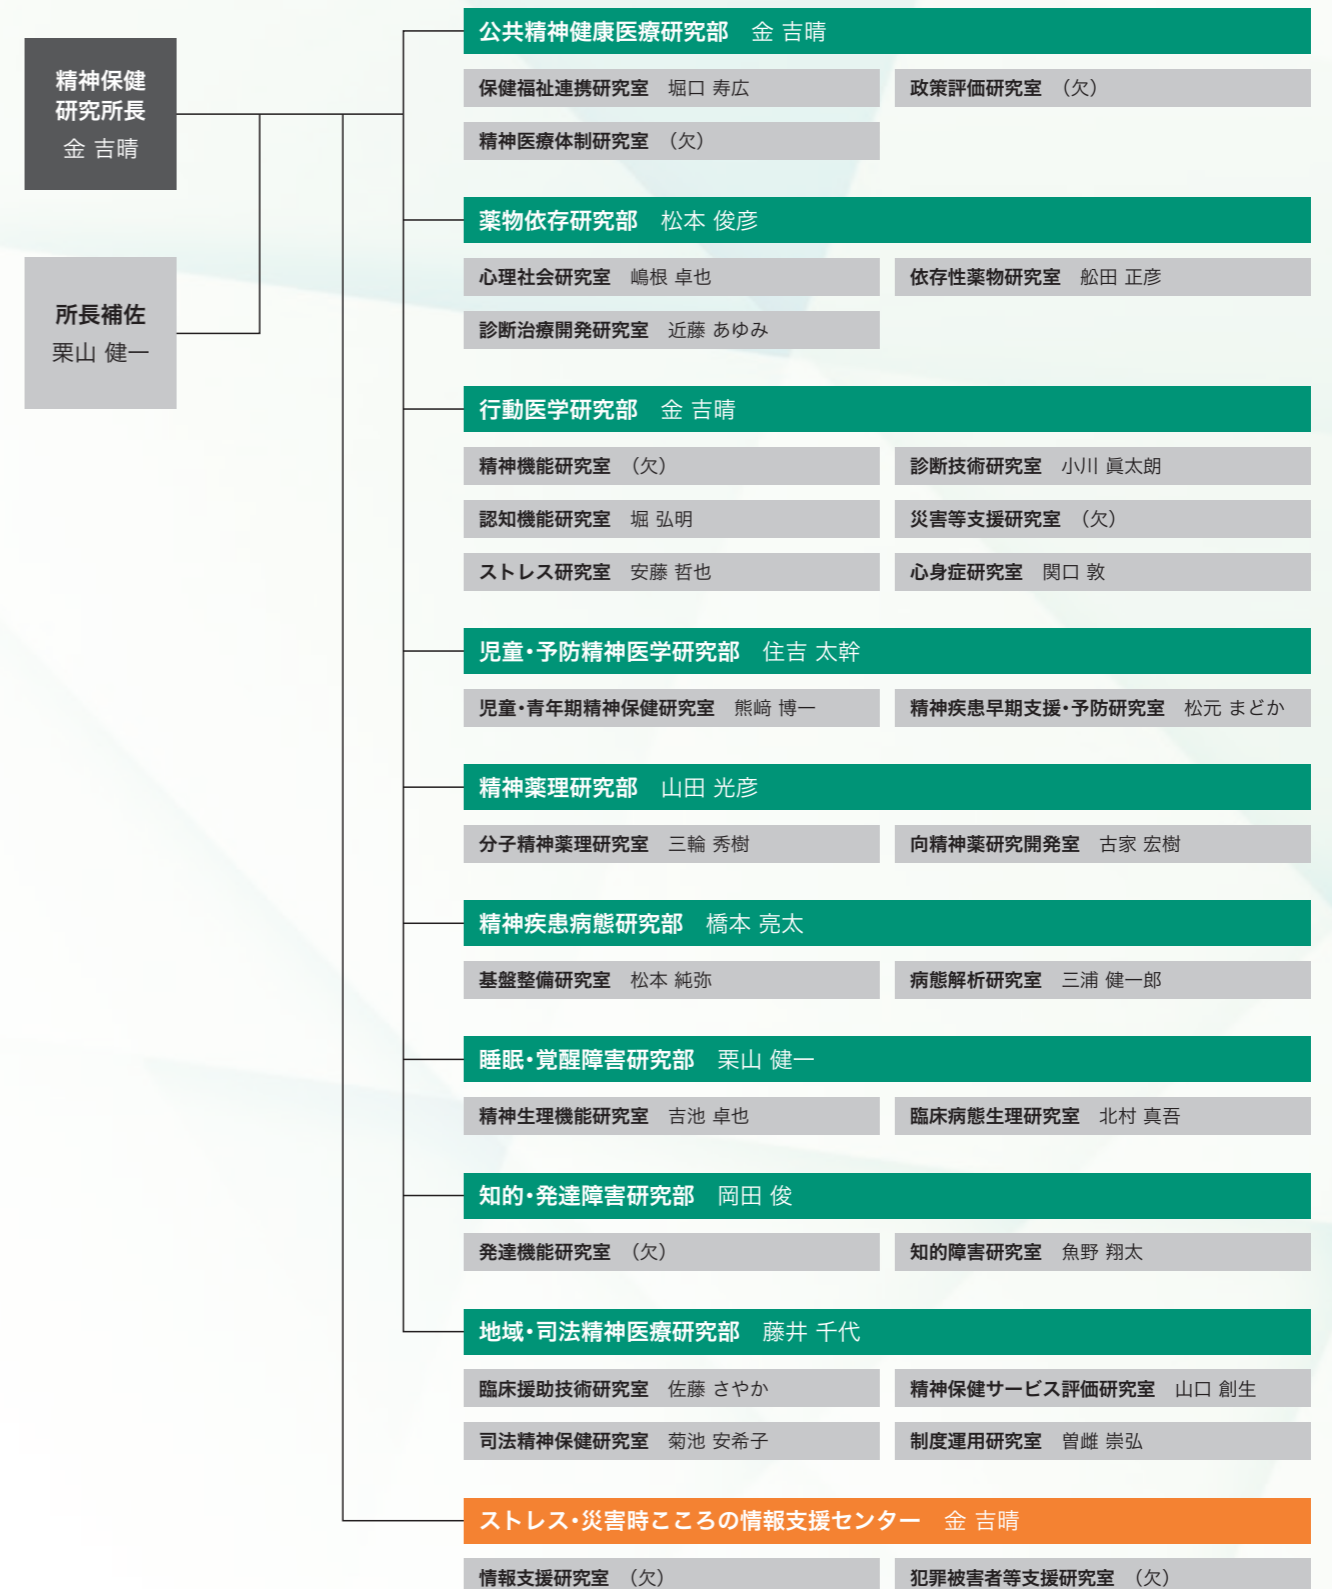 精神保健
研究所長
金 吉晴
所長補佐
栗山 健一
公共精神健康医療研究部 金 吉晴
保健福祉連携研究室 堀口 寿広
政策評価研究室 （欠）
精神医療体制研究室 （欠）
薬物依存研究部 松本 俊彦
心理社会研究室 嶋根 卓也
依存性薬物研究室 舩田 正彦
診断治療開発研究室 近藤 あゆみ
行動医学研究部 金 吉晴
精神機能研究室 （欠）
診断技術研究室 小川 眞太朗
認知機能研究室 堀 弘明
災害等支援研究室 （欠）
ストレス研究室 安藤 哲也
心身症研究室 関口 敦
児童・予防精神医学研究部 住吉 太幹
児童・青年期精神保健研究室 熊﨑 博一
精神疾患早期支援・予防研究室 松元 まどか
精神薬理研究部 山田 光彦
分子精神薬理研究室 三輪 秀樹
向精神薬研究開発室 古家 宏樹
精神疾患病態研究部 橋本 亮太
基盤整備研究室 松本 純弥
病態解析研究室 三浦 健一郎
睡眠・覚醒障害研究部 栗山 健一
精神生理機能研究室 吉池 卓也
臨床病態生理研究室 北村 真吾
知的・発達障害研究部 岡田 俊
発達機能研究室 （欠）
知的障害研究室 魚野 翔太
地域・司法精神医療研究部 藤井 千代
臨床援助技術研究室 佐藤 さやか
精神保健サービス評価研究室 山口 創生
司法精神保健研究室 菊池 安希子
制度運用研究室 曽雌 崇弘
ストレス・災害時こころの情報支援センター 金 吉晴
情報支援研究室 （欠）
犯罪被害者等支援研究室 （欠）